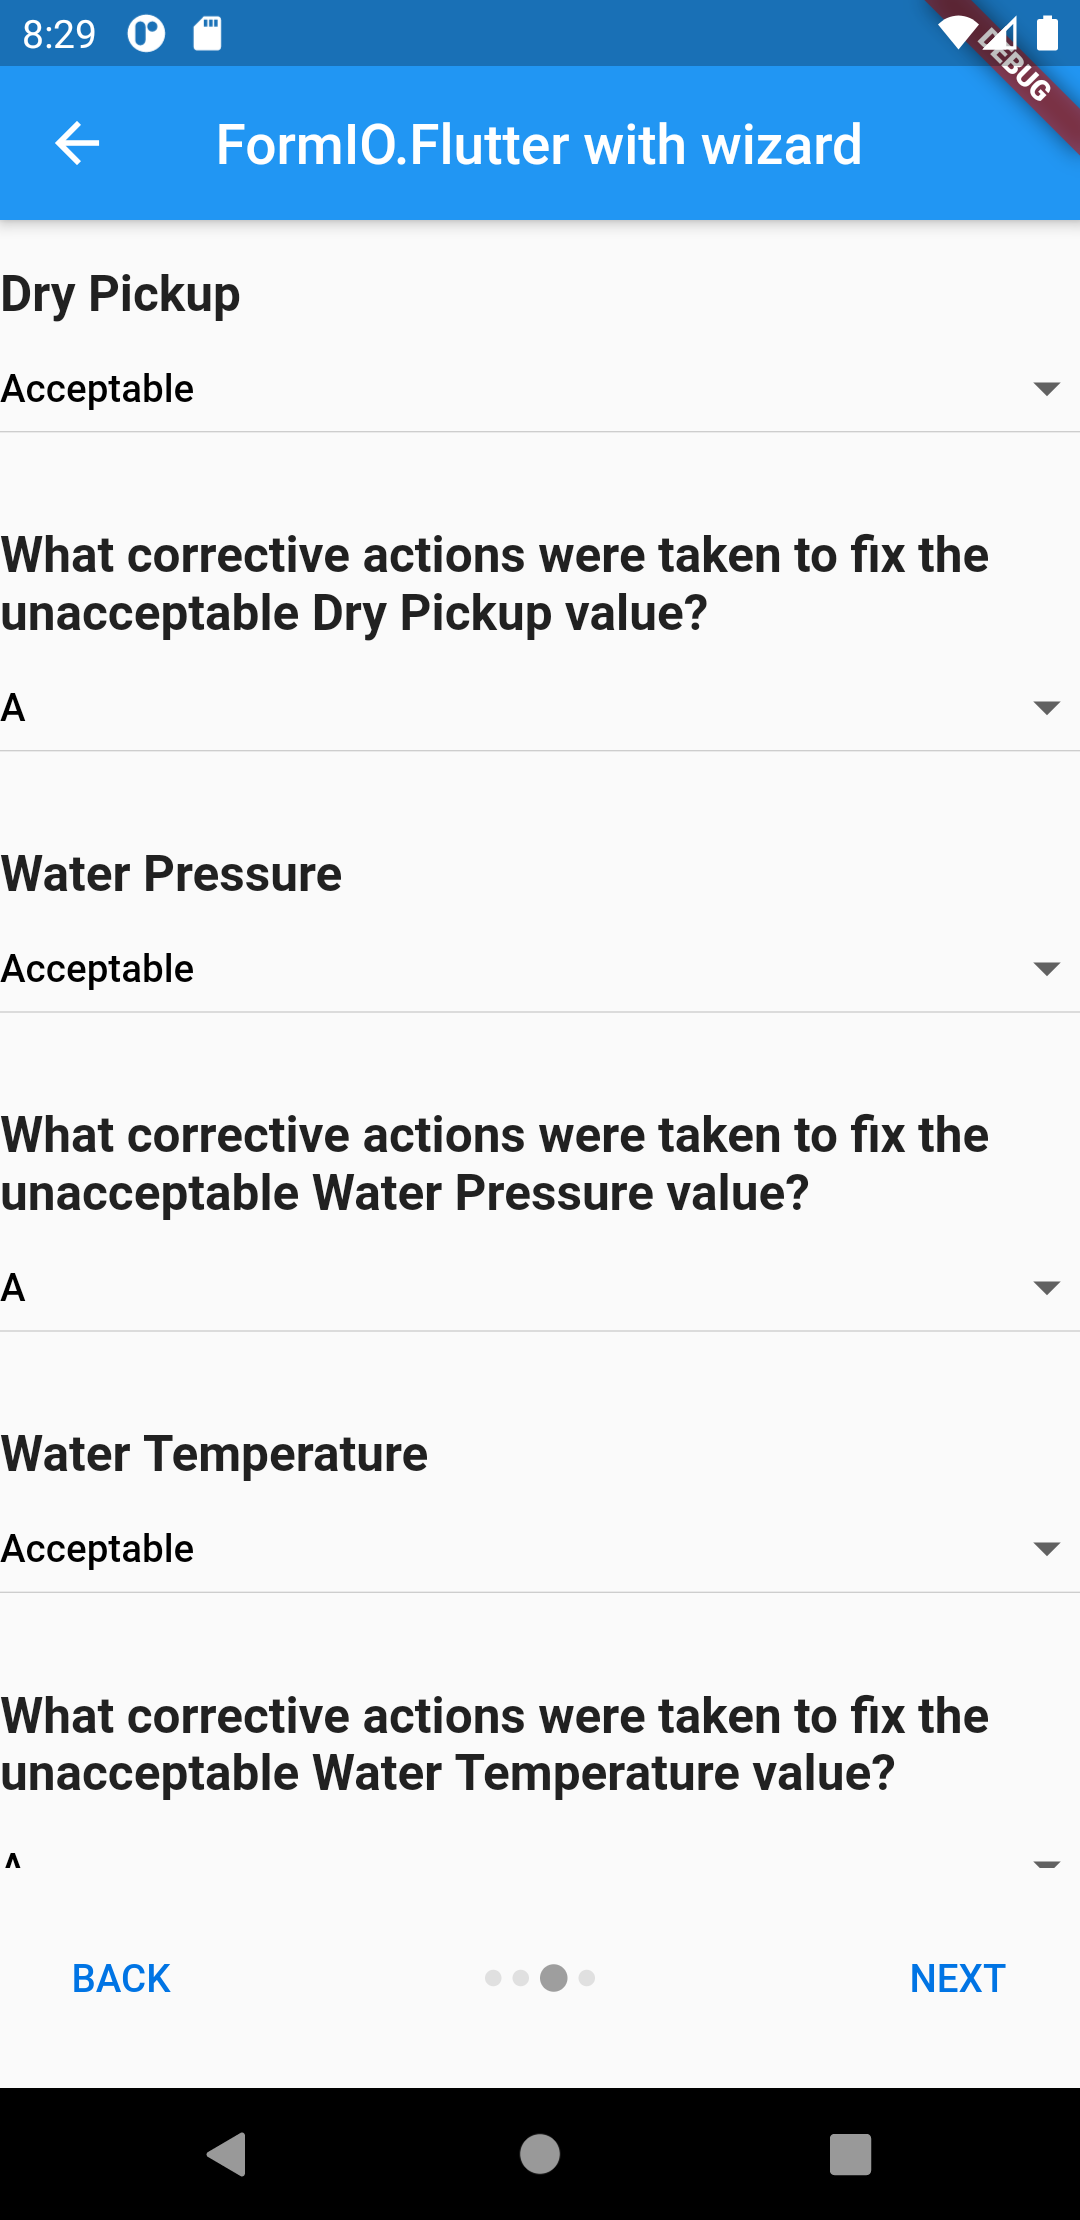 8:29
DEBUG
FormIO.Flutter with wizard
Dry Pickup
Acceptable
What corrective actions were taken to fix the
unacceptable Dry Pickup value?
A
Water Pressure
Acceptable
What corrective actions were taken to fix the
unacceptable Water Pressure value?
A
Water Temperature
Acceptable
What corrective actions were taken to fix the
unacceptable Water Temperature value?
A
BACK
NEXT